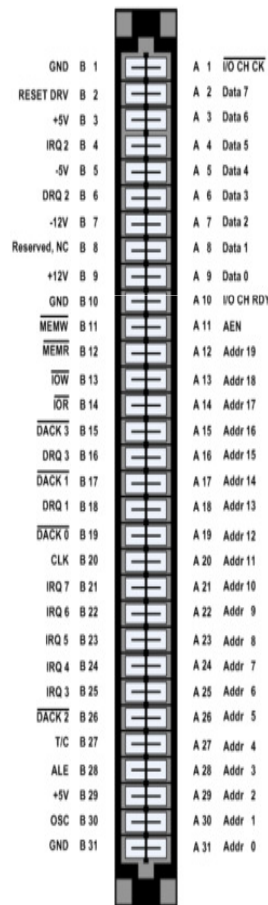 GND B 1 A 1 I/O CH CK
RESET DRV B 2 A 2 Data 7
+5V B 3 A 3 Data 6
IRQ 2 B 4 A 4 Data 5
-5V B 5 A 5 Data 4
DRQ 2 B 6 A 6 Data 3
-12V B 7 A 7 Data 2
Reserved, NC B 8 A 8 Data 1
+12V B 9 A 9 Data 0
GND B 10 A 10 I/O CH RDY
MEMW B 11 A 11 AEN
MEMR B 12 A 12 Addr 19
IOW B 13 A 13 Addr 18
IOR B 14 A 14 Addr 17
DACK 3 B 15 A 15 Addr 16
DRQ 3 B 16 A 16 Addr 15
DACK 1 B 17 A 17 Addr 14
DRQ 1 B 18 A 18 Addr 13
DACK 0 B 19 A 19 Addr 12
CLK B 20 A 20 Addr 11
IRQ 7 B 21 A 21 Addr 10
IRQ 6 B 22 A 22 Addr 9
IRQ 5 B 23 A 23 Addr 8
IRQ 4 B 24 A 24 Addr 7
IRQ 3 B 25 A 25 Addr 6
DACK 2 B 26 A 26 Addr 5
T/C B 27 A 27 Addr 4
ALE B 28 A 28 Addr 3
+5V B 29 A 29 Addr 2
OSC B 30 A 30 Addr 1
GND B 31 A 31 Addr 0